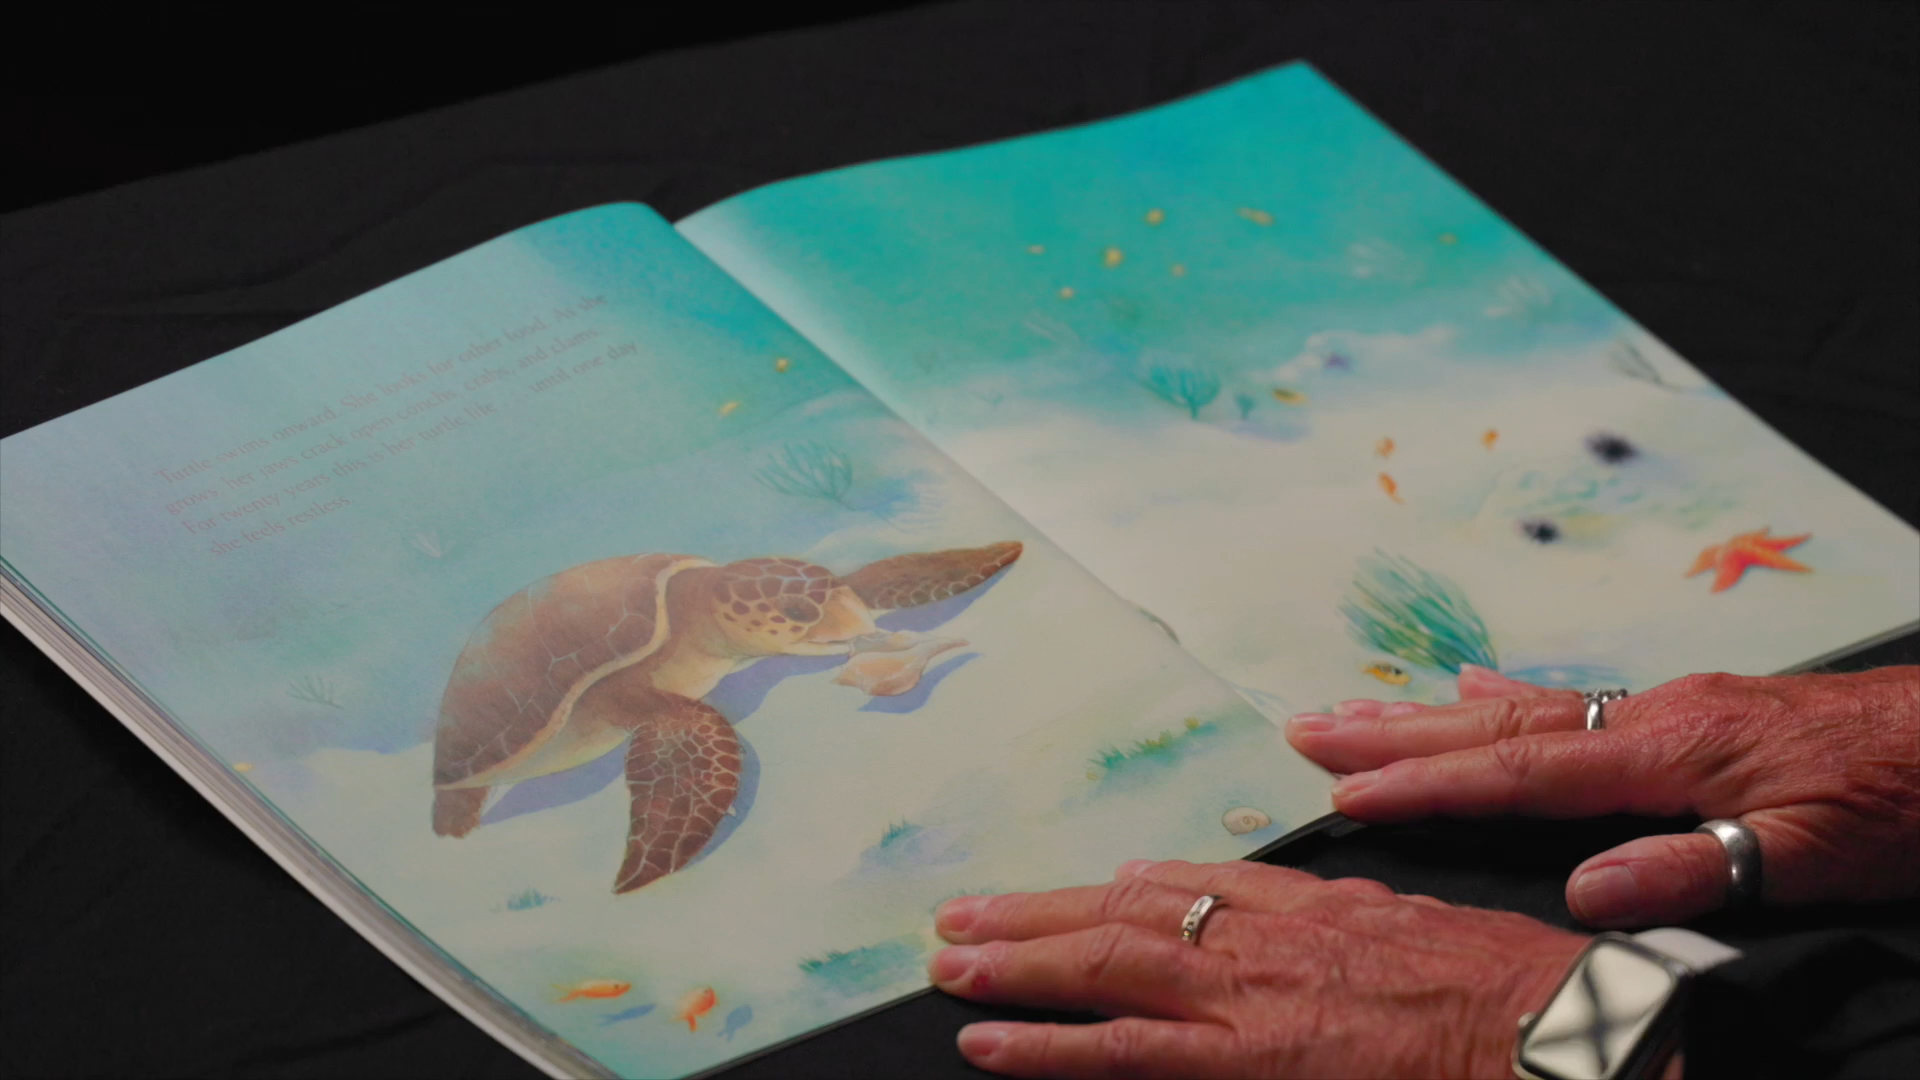 Turtle swims onward. She looks for other food. As she
grows, her jaws crack open conchs, crabs, and clams.
For twenty years this is her turtle life . . . until one day
she feels restless.